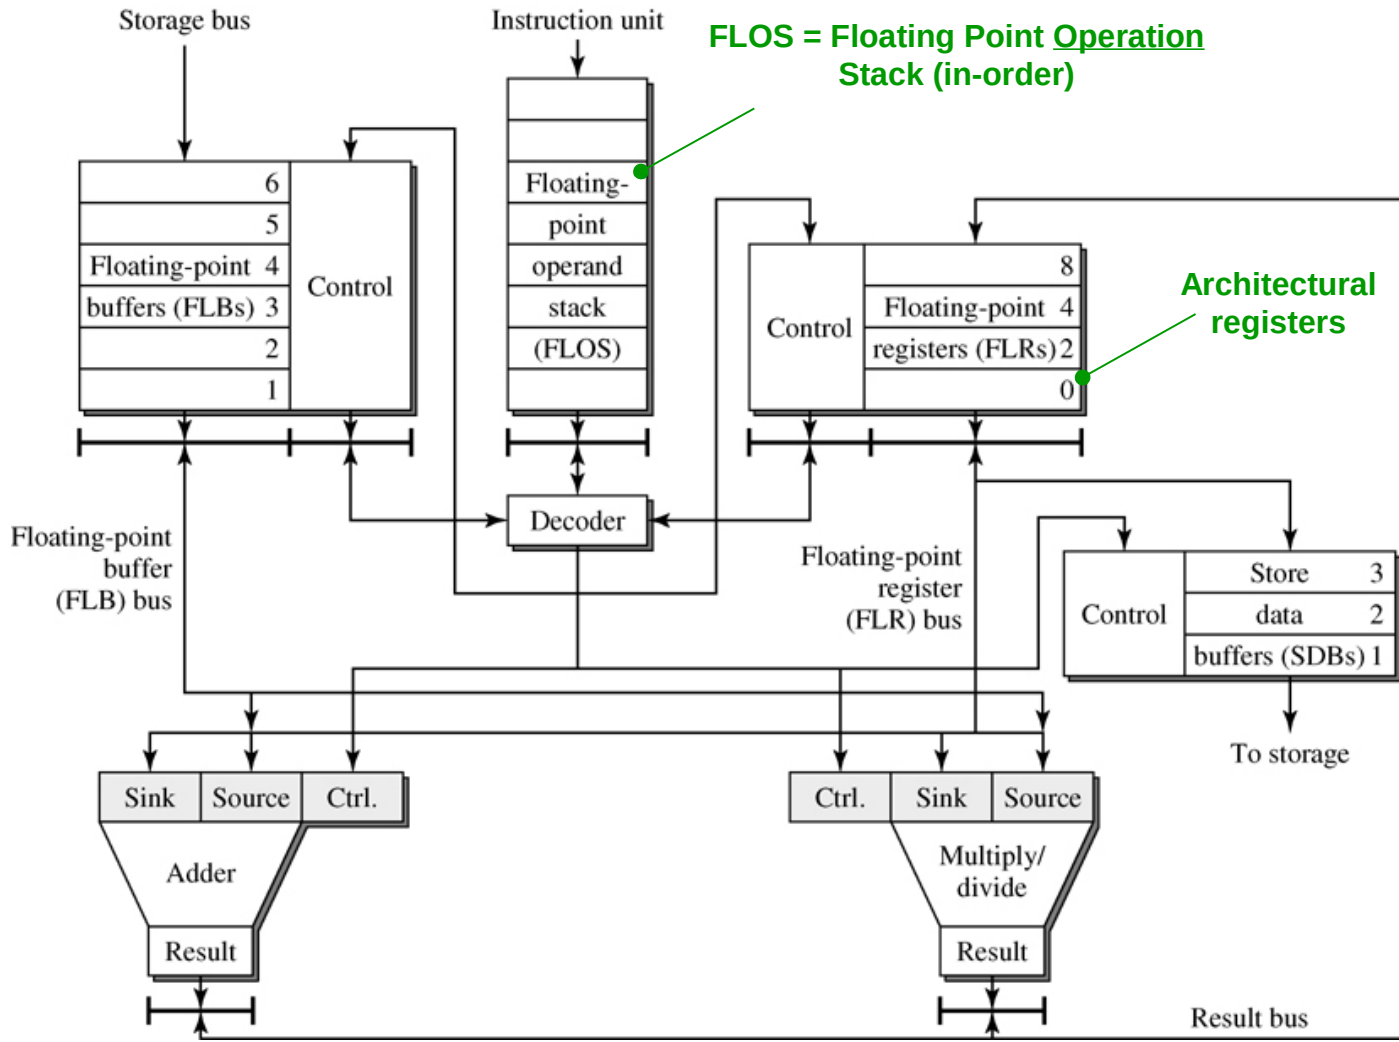 Storage bus
Instruction unit
FLOS = Floating Point Operation
Stack (in-order)
6
5
Floating-point 4
buffers (FLBs) 3
2
1
Control
Floating-
point
operand
stack
(FLOS)
Control
8
Floating-point 4
registers (FLRs) 2
0
Architectural
registers
Decoder
Floating-point
buffer
(FLB) bus
Floating-point
register
(FLR) bus
Control
Store 3
data 2
buffers (SDBs) 1
To storage
Sink Source Ctrl.
Adder
Result
Ctrl. Sink Source
Multiply/
divide
Result
Result bus